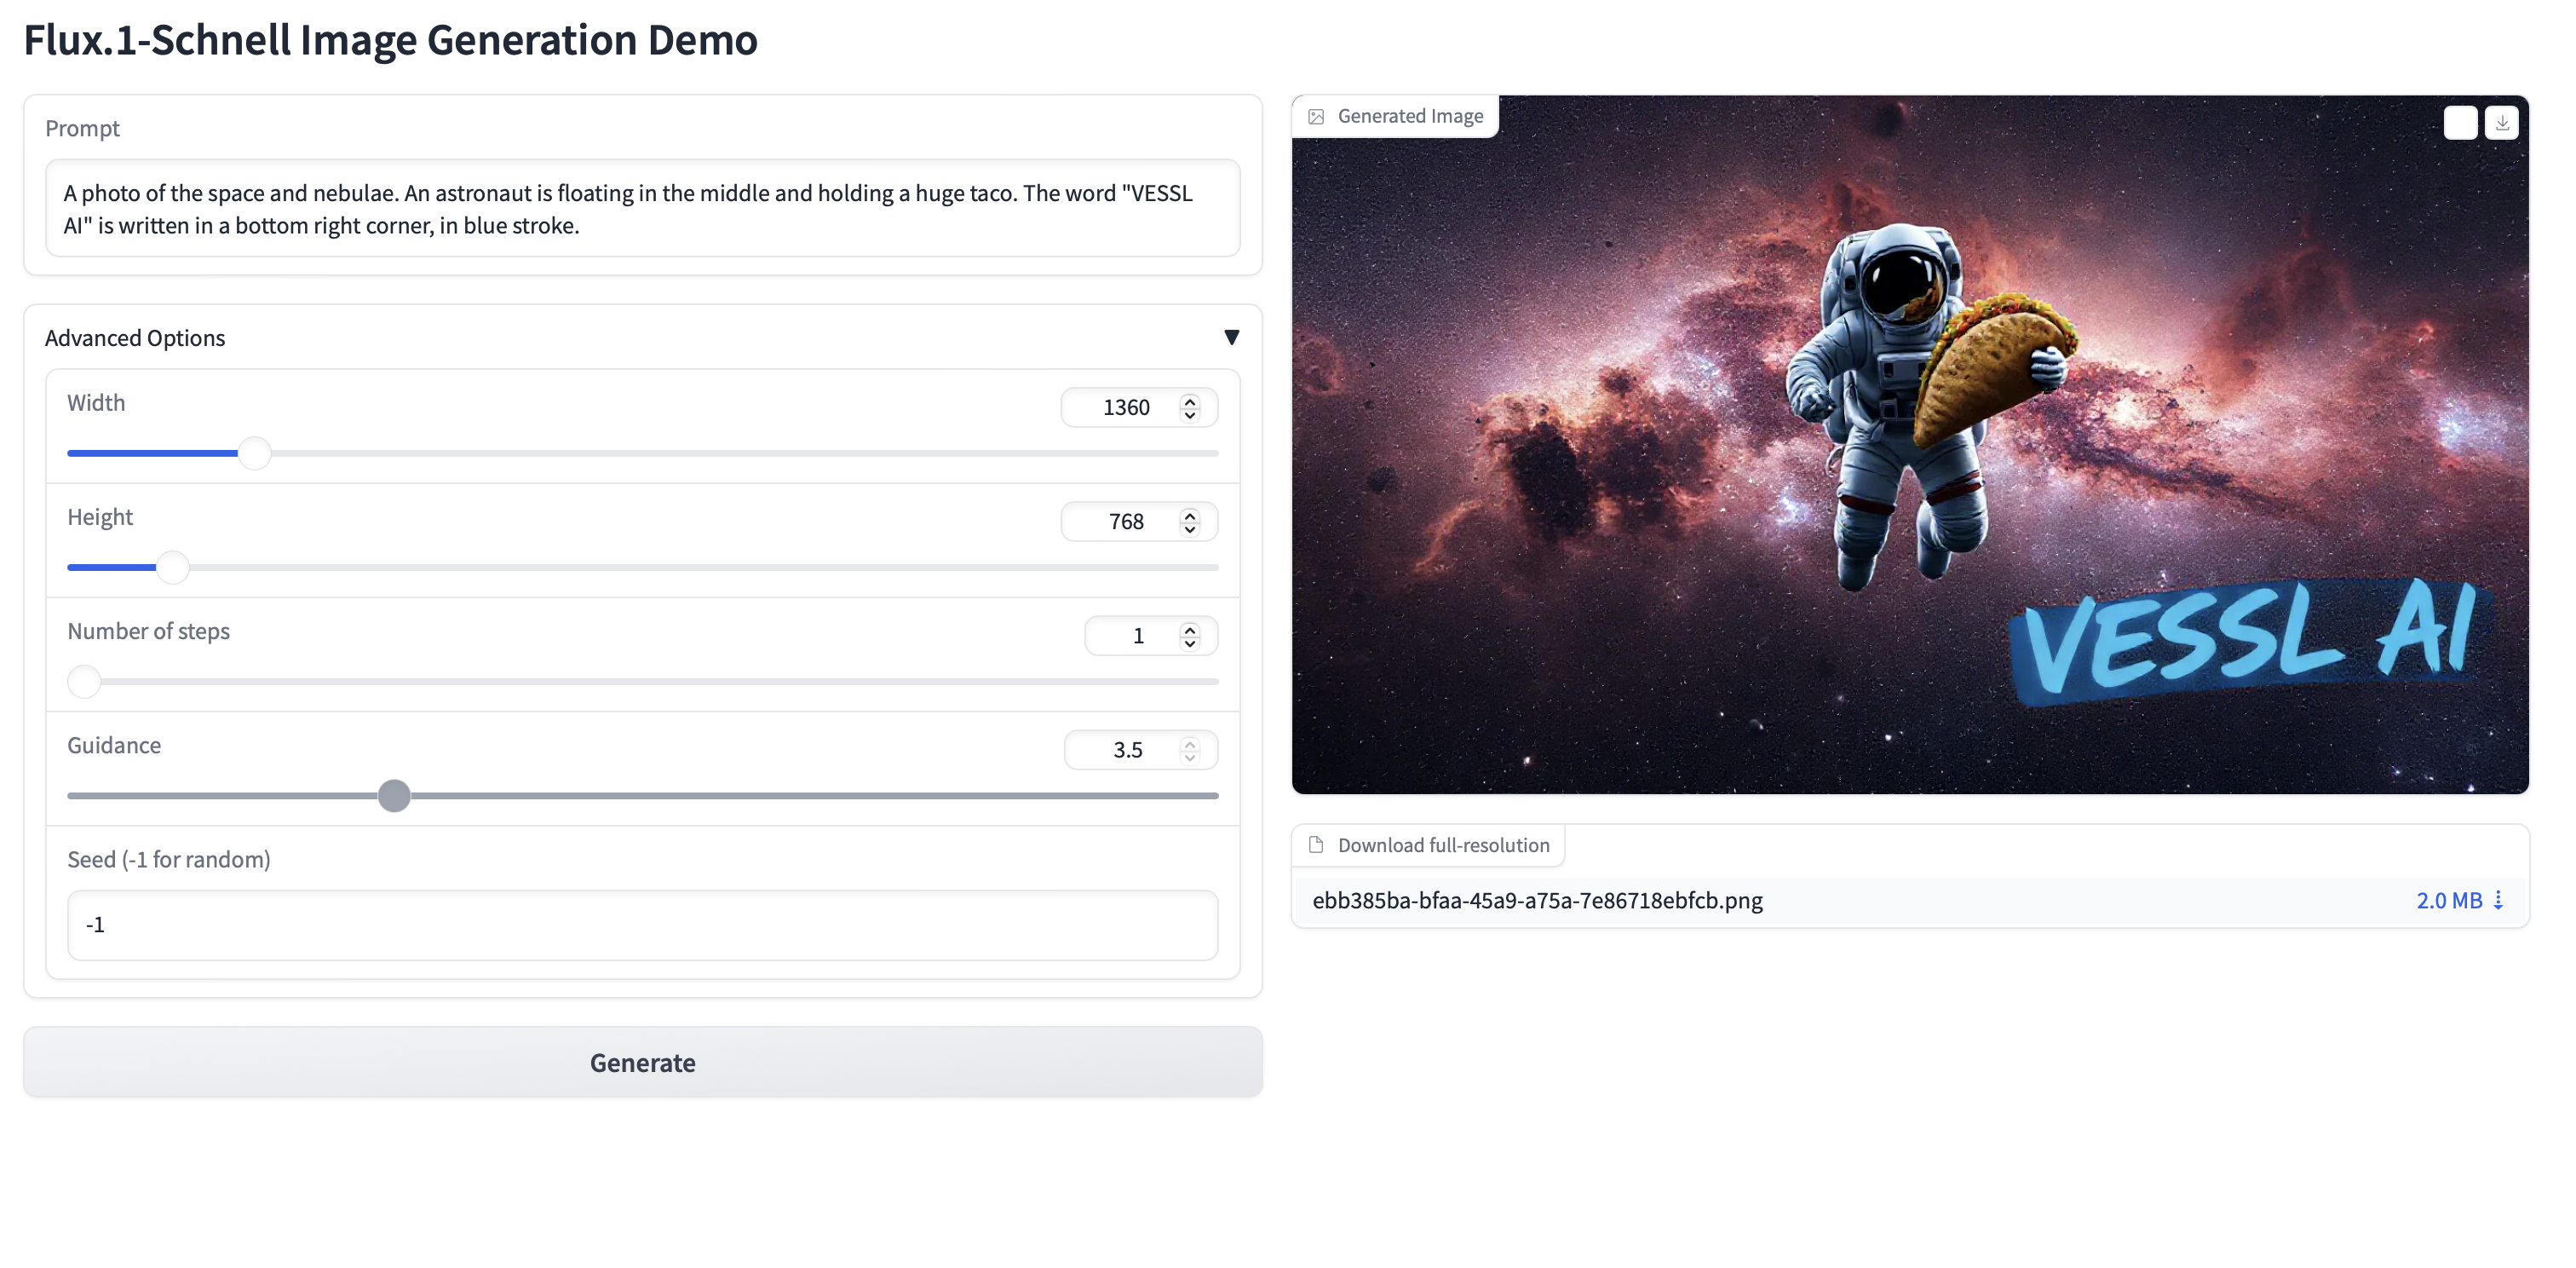 Flux.1-Schnell Image Generation Demo
Prompt
A photo of the space and nebulae. An astronaut is floating in the middle and holding a huge taco. The word "VESSL
AI" is written in a bottom right corner, in blue stroke.
Advanced Options
Width
1360
Height
768
Number of steps
1
Guidance
3.5
Seed (-1 for random)
-1
Generate
Generated Image
VESSL AI
Download full-resolution
ebb385ba-bfaa-45a9-a75a-7e86718ebfcb.png
2.0 MB